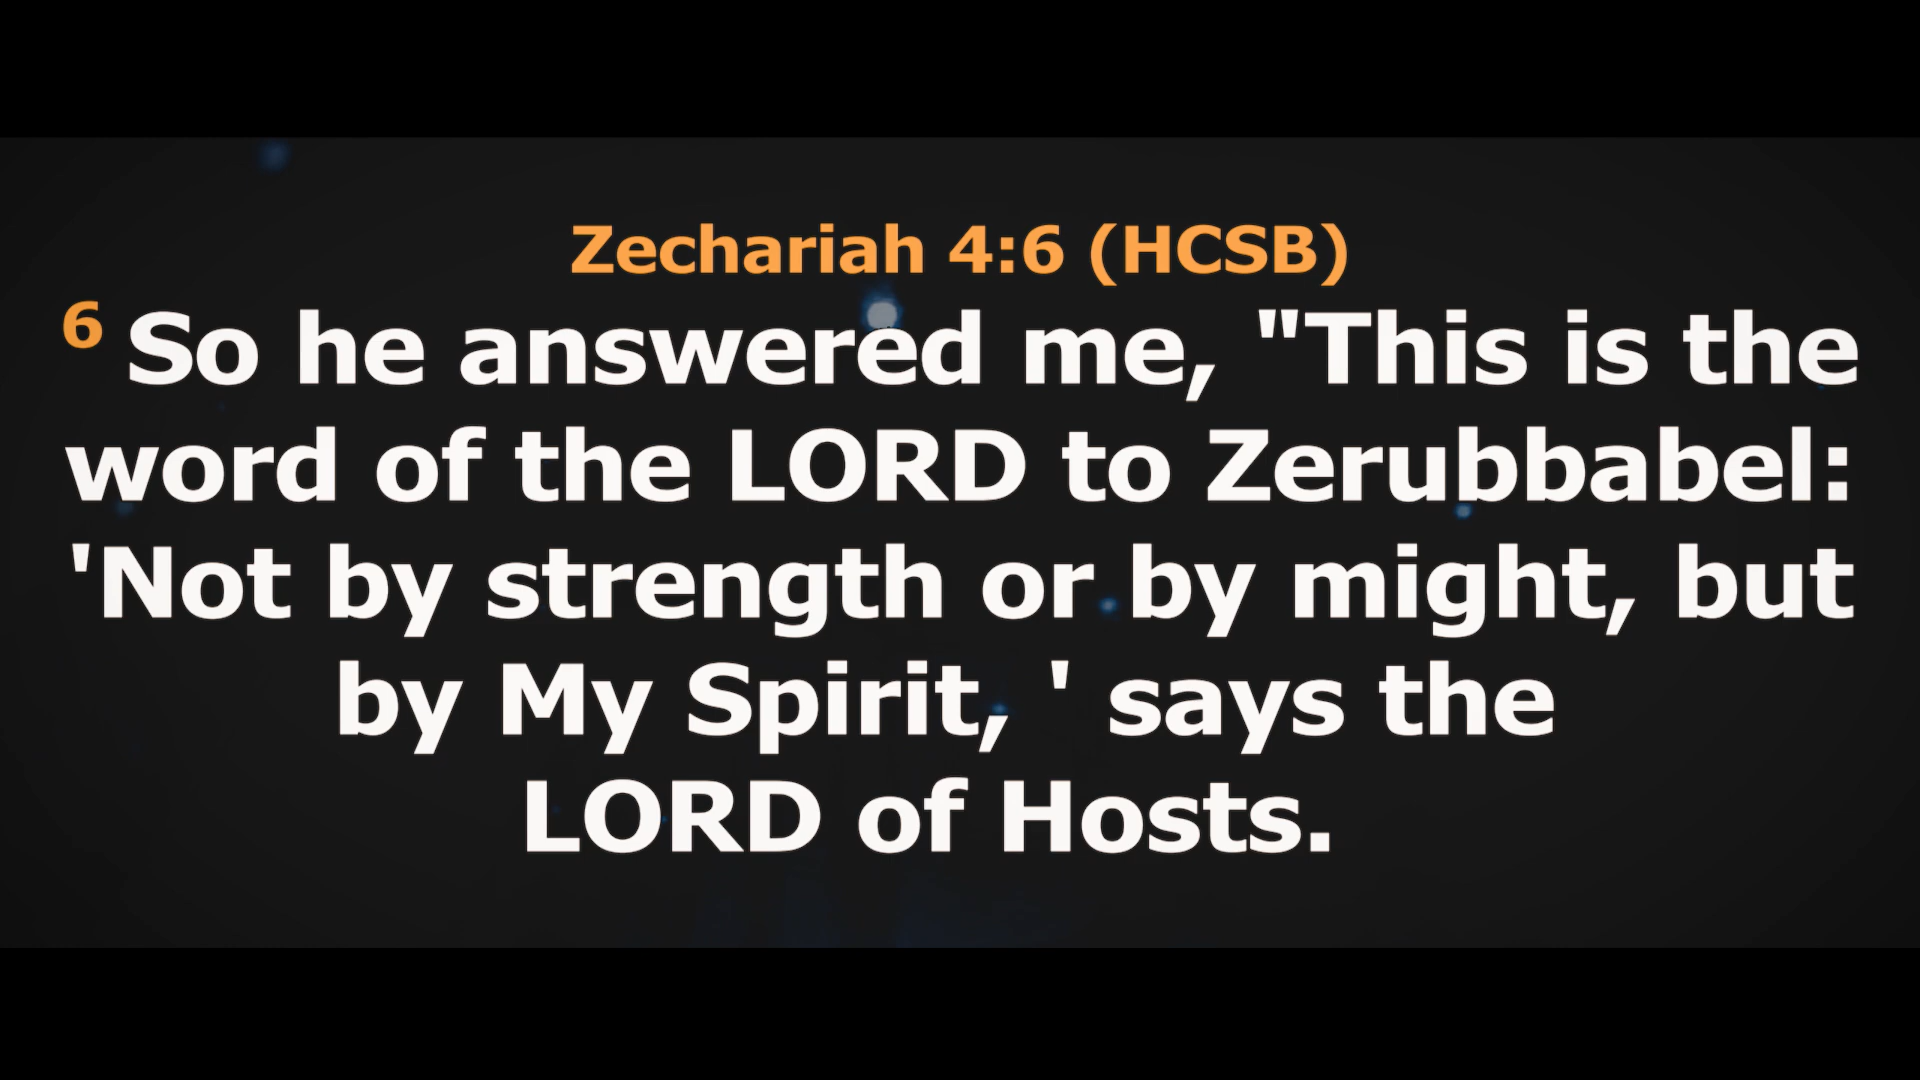 Zechariah 4:6 (HCSB)
6 So he answered me, "This is the
word of the LORD to Zerubbabel:
'Not by strength or by might, but
by My Spirit, ' says the
LORD of Hosts.